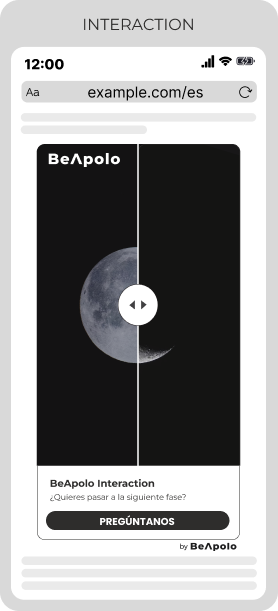 INTERACTION
12:00
Aa example.com/es
BeΛpolo
BeApolo Interaction
¿Quieres pasar a la siguiente fase?
PREGÚNTANOS
by BeΛpolo